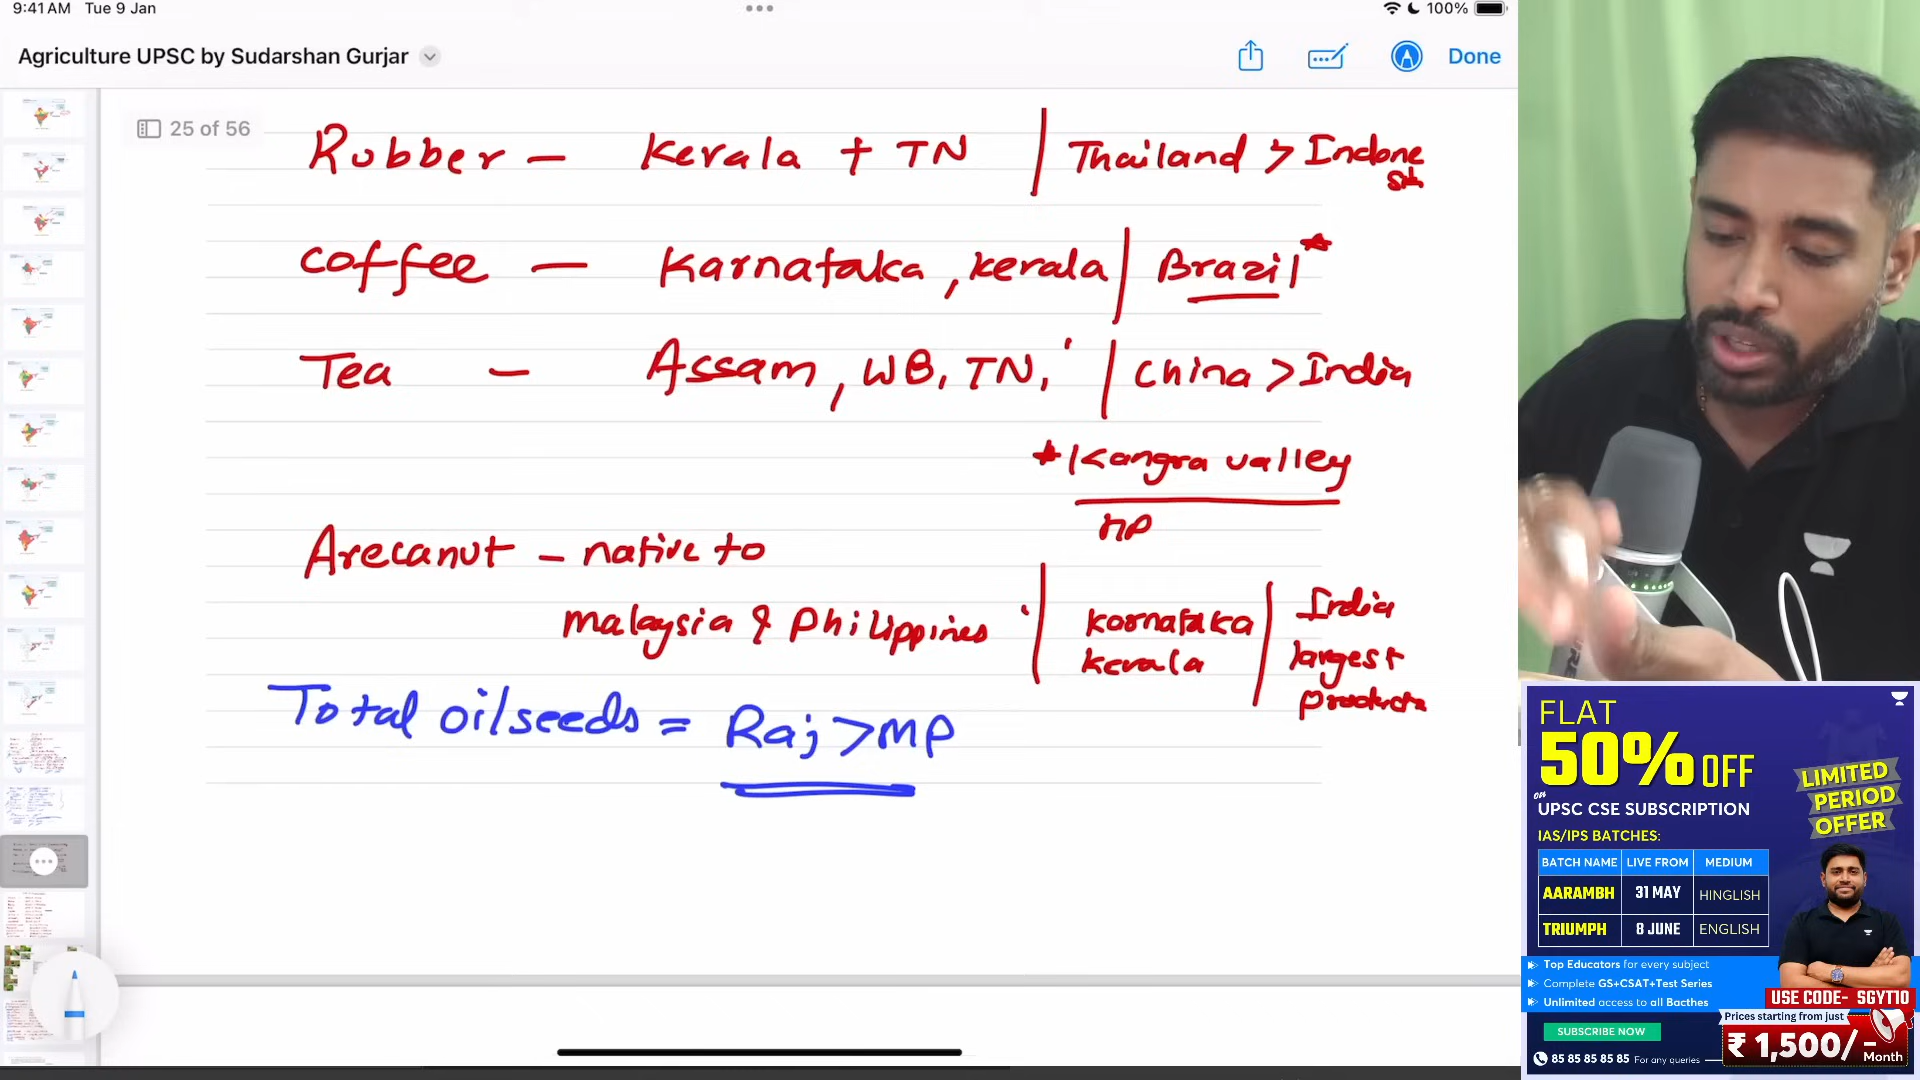 9:41 AM Tue 9 Jan
100%
Agriculture UPSC by Sudarshan Gurjar
Done
25 of 56
Rubber – Kerala + TN | Thailand > Indone
sia
Coffee – Karnataka, Kerala | Brazil*
Tea – Assam, WB, TN, | China > India
* Kangra valley
HP
Arecanut – native to
Malaysia & Philippines | Karnataka | India
Kerala | largest
producer
Total oilseeds = Raj > MP
FLAT
50% OFF
on
UPSC CSE SUBSCRIPTION
LIMITED
PERIOD
OFFER
IAS/IPS BATCHES:
BATCH NAME LIVE FROM MEDIUM
AARAMBH 31 MAY HINGLISH
TRIUMPH 8 JUNE ENGLISH
Top Educators for every subject
Complete GS+CSAT+Test Series
Unlimited access to all Bacthes
USE CODE- SGYT10
SUBSCRIBE NOW
Prices starting from just
₹ 1,500/-
Month
85 85 85 85 85 For any queries